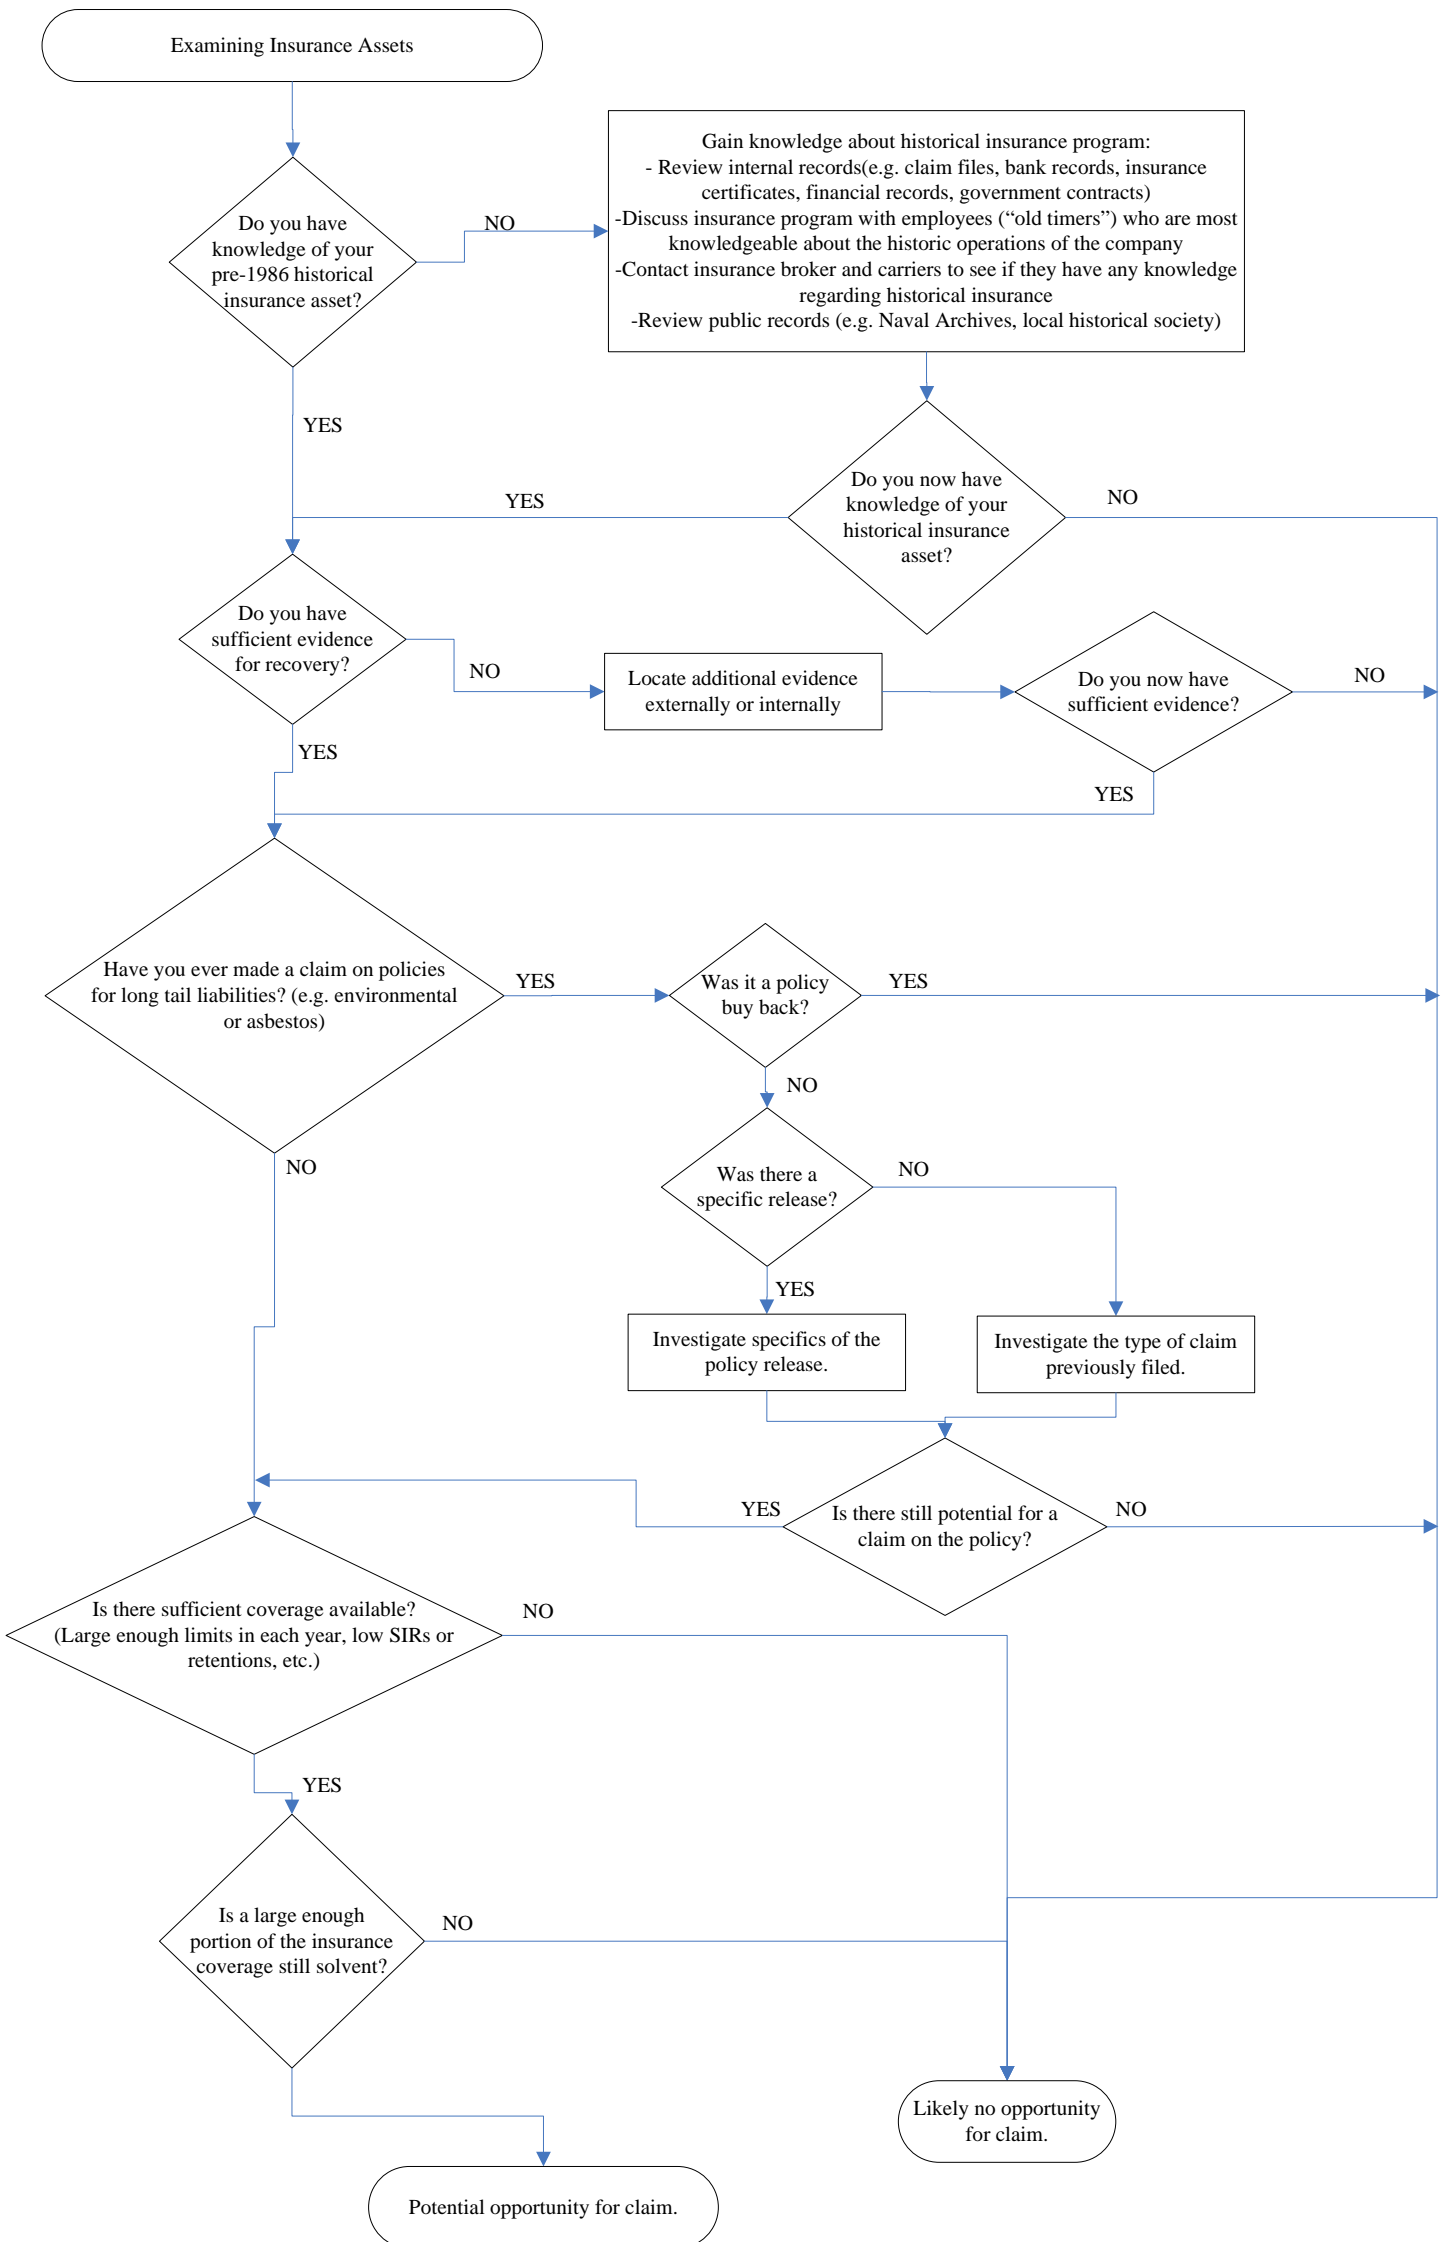 Examining Insurance Assets
Gain knowledge about historical insurance program:
- Review internal records(e.g. claim files, bank records, insurance
certificates, financial records, government contracts)
-Discuss insurance program with employees (“old timers”) who are most
knowledgeable about the historic operations of the company
-Contact insurance broker and carriers to see if they have any knowledge
regarding historical insurance
-Review public records (e.g. Naval Archives, local historical society)
Do you have
knowledge of your
pre-1986 historical
insurance asset?
NO
YES
Do you now have
knowledge of your
historical insurance
asset?
YES
NO
Do you have
sufficient evidence
for recovery?
NO
Locate additional evidence
externally or internally
Do you now have
sufficient evidence?
NO
YES
YES
Have you ever made a claim on policies
for long tail liabilities? (e.g. environmental
or asbestos)
YES
Was it a policy
buy back?
YES
NO
NO
Was there a
specific release?
NO
YES
Investigate specifics of the
policy release.
Investigate the type of claim
previously filed.
Is there still potential for a
claim on the policy?
YES
NO
Is there sufficient coverage available?
(Large enough limits in each year, low SIRs or
retentions, etc.)
NO
YES
Is a large enough
portion of the insurance
coverage still solvent?
NO
Likely no opportunity
for claim.
Potential opportunity for claim.